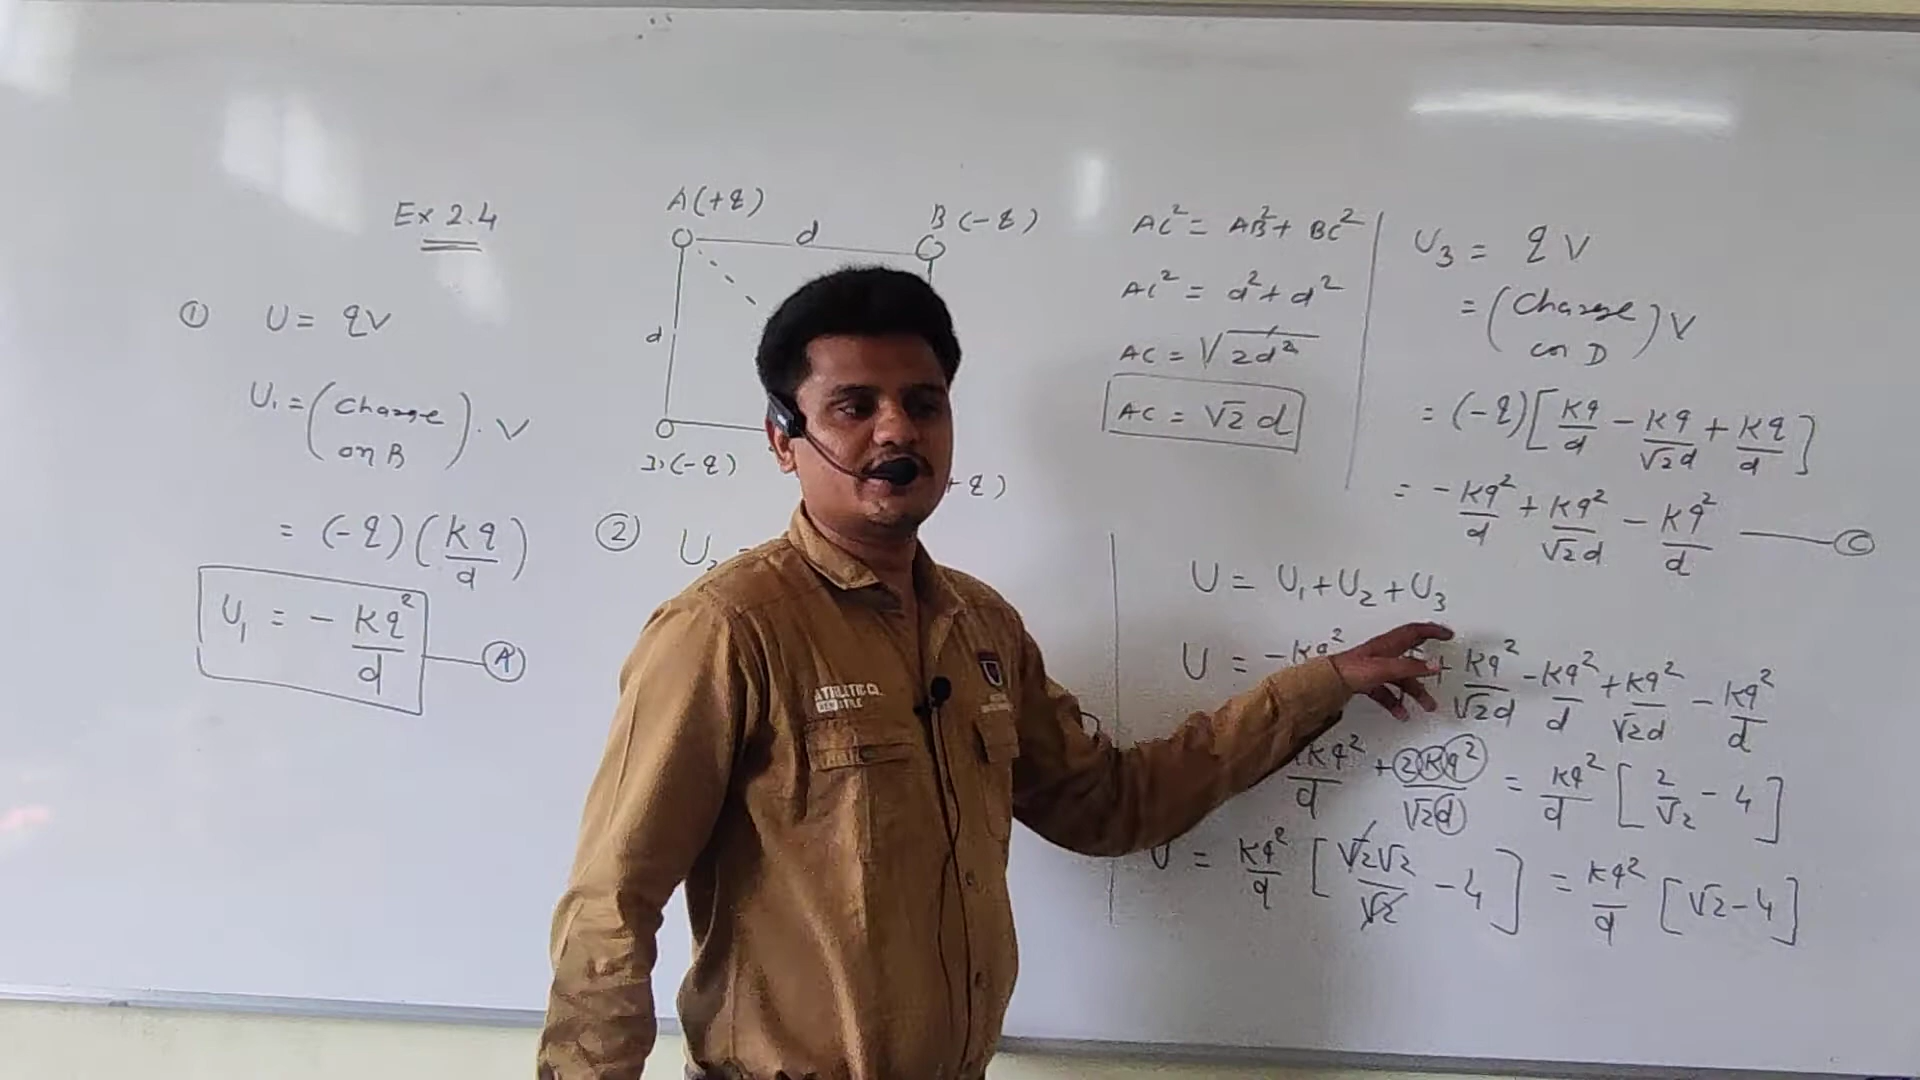 Ex 2.4
① U = qV
U₁ = (Charge on B) . V
= (-q) (Kq/d)
U₁ = - Kq²/d — Ⓐ
A (+q)
d
B (-q)
d
D (-q)
+q)
②
U₂
AC² = AB² + BC²
AC² = d² + d²
AC = √2d²
AC = √2 d
U₃ = qV
= (Charge on D) V
= (-q) [Kq/d - Kq/√2d + Kq/d]
= - Kq²/d + Kq²/√2d - Kq²/d — Ⓒ
U = U₁ + U₂ + U₃
U = - Kq² + Kq²/√2d - Kq²/d + Kq²/√2d - Kq²/d
Kq²/d + 2Kq²/√2d = Kq²/d [2/√2 - 4]
U = Kq²/d [√2√2/√2 - 4] = Kq²/d [√2 - 4]